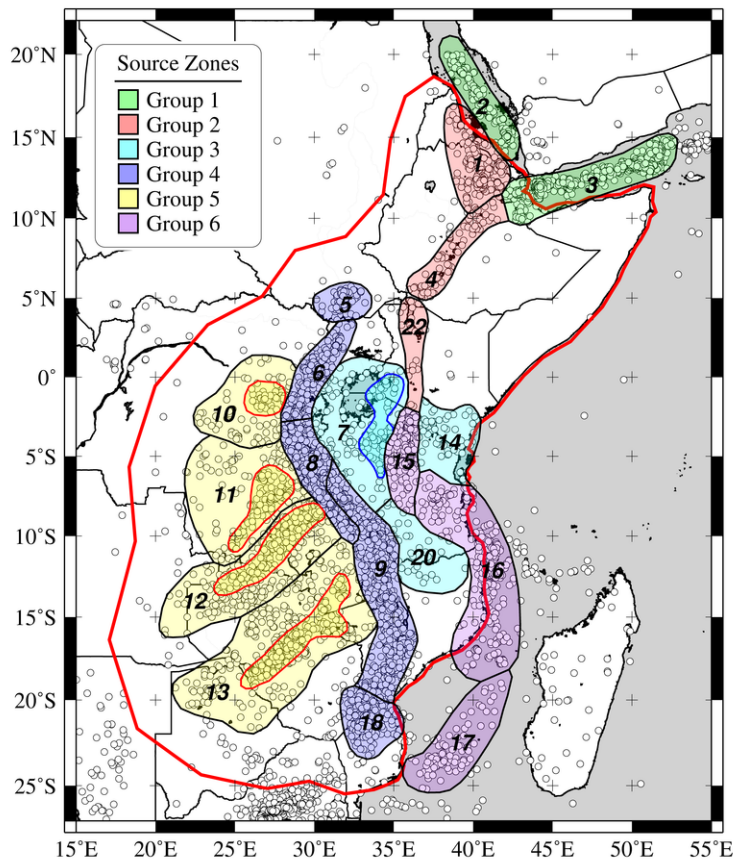 20°N
15°N
10°N
5°N
0°
5°S
10°S
15°S
20°S
25°S
Source Zones
Group 1
Group 2
Group 3
Group 4
Group 5
Group 6
2
1
3
4
5
22
6
10
7
14
8
15
11
9
20
16
12
13
18
17
15°E
20°E
25°E
30°E
35°E
40°E
45°E
50°E
55°E